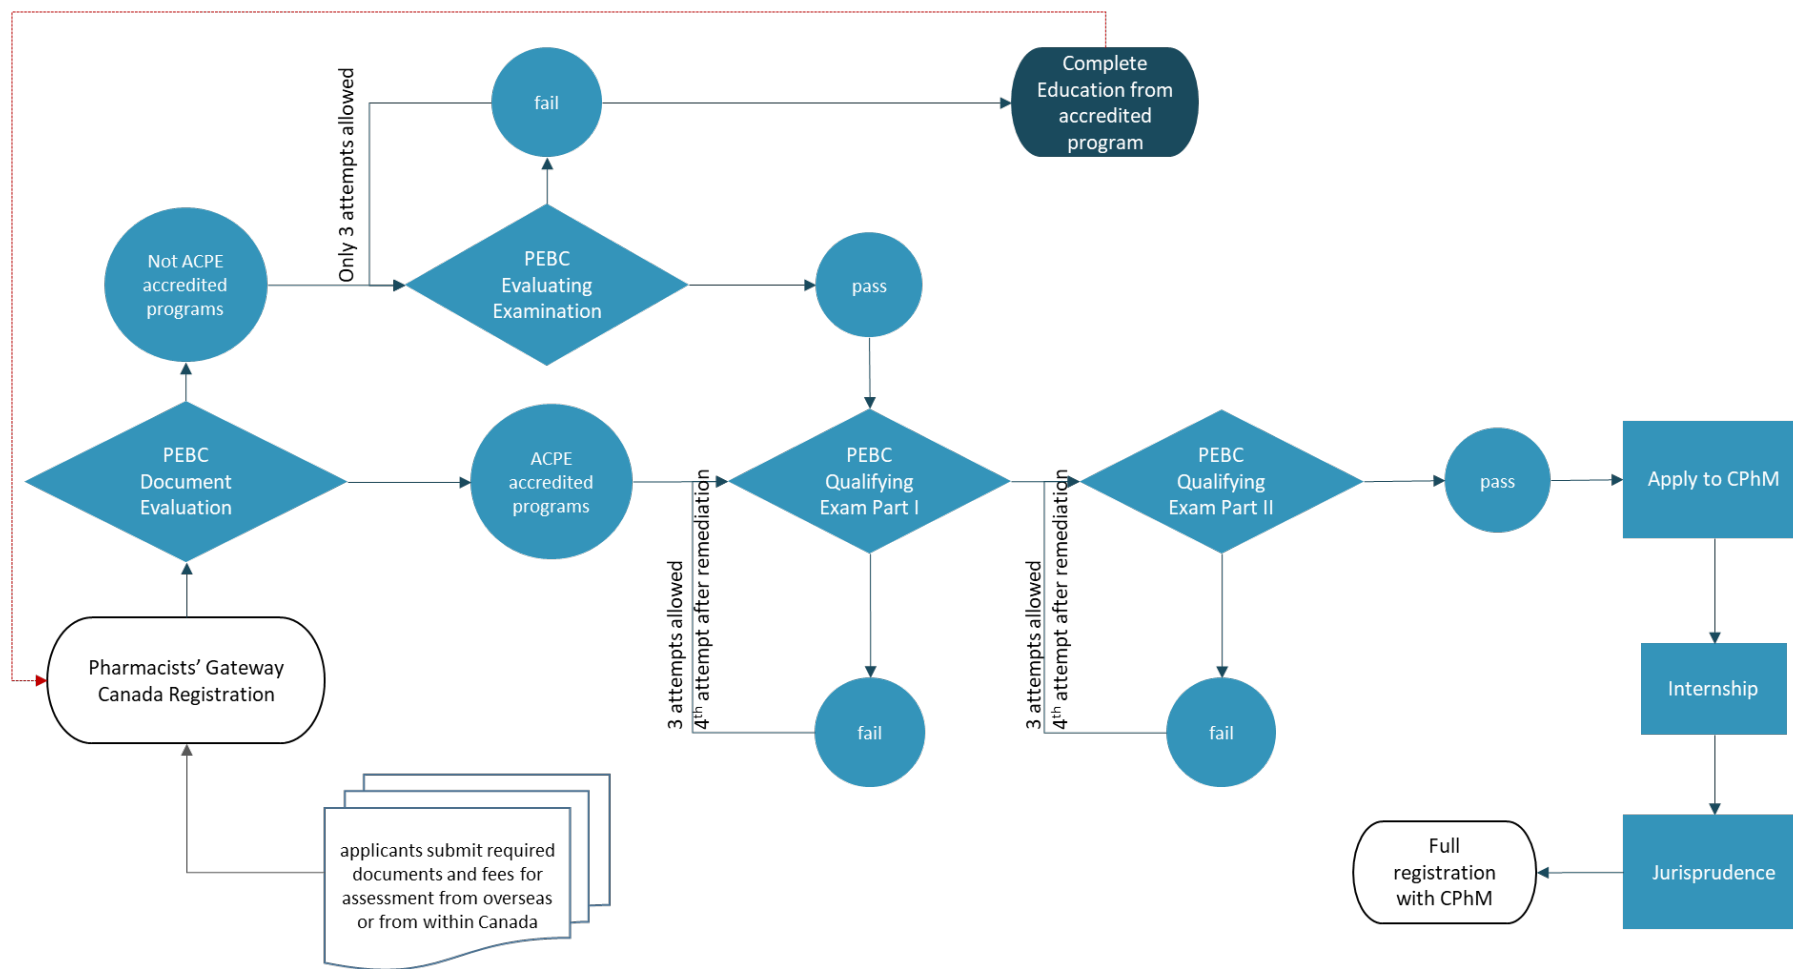 Complete
Education from
accredited
program
fail
Only 3 attempts allowed
Not ACPE
accredited
programs
PEBC
Evaluating
Examination
pass
PEBC
Document
Evaluation
ACPE
accredited
programs
3 attempts allowed
4th attempt after remediation
PEBC
Qualifying
Exam Part I
3 attempts allowed
4th attempt after remediation
PEBC
Qualifying
Exam Part II
pass
Apply to CPhM
Pharmacists’ Gateway
Canada Registration
fail
fail
Internship
applicants submit required
documents and fees for
assessment from overseas
or from within Canada
Full
registration
with CPhM
Jurisprudence